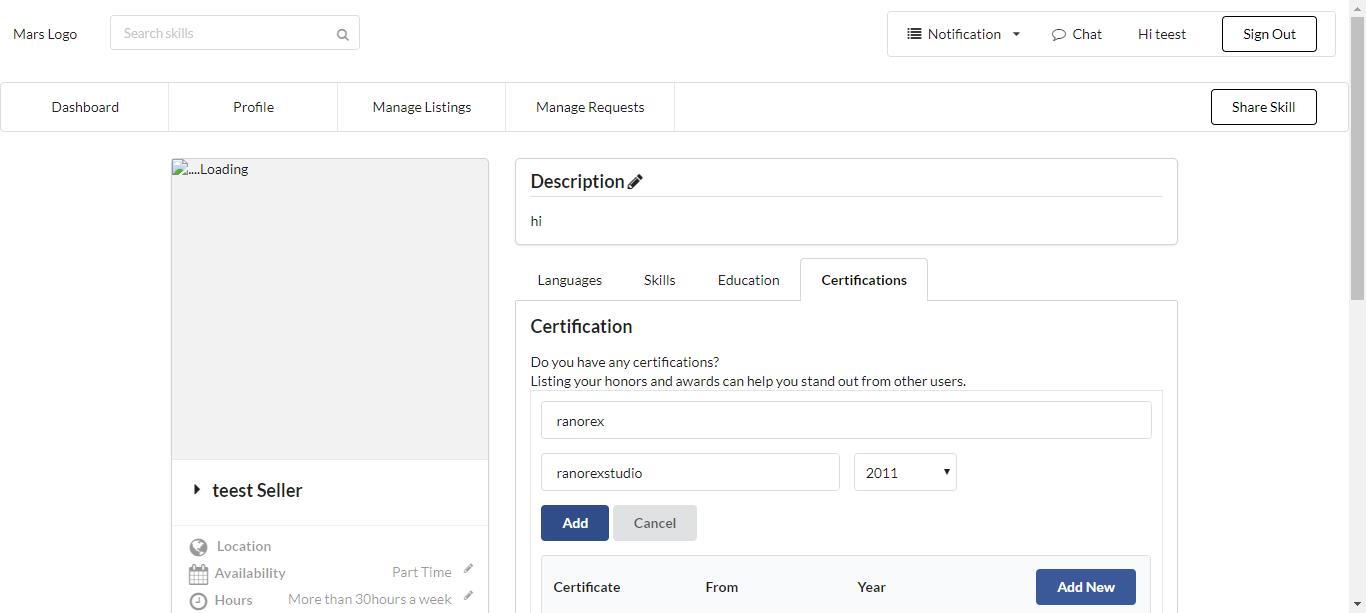 Mars Logo
Search skills
Notification
Chat
Hi teest
Sign Out
Dashboard
Profile
Manage Listings
Manage Requests
Share Skill
....Loading
teest Seller
Location
Availability
Part Time
Hours
More than 30hours a week
Description
hi
Languages
Skills
Education
Certifications
Certification
Do you have any certifications?
Listing your honors and awards can help you stand out from other users.
ranorex
ranorexstudio
2011
Add
Cancel
Certificate
From
Year
Add New